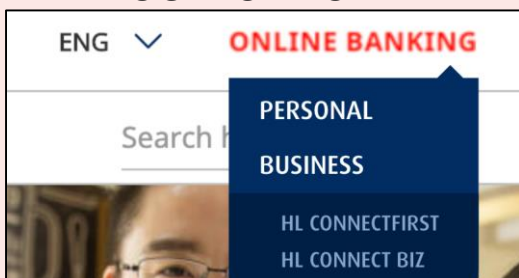 ENG ONLINE BANKING
PERSONAL
Search
BUSINESS
HL CONNECTFIRST
HL CONNECT BIZ